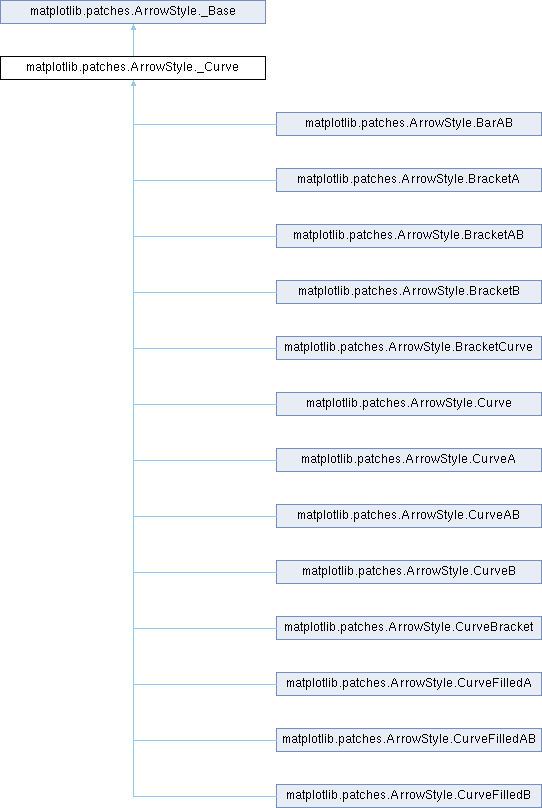 matplotlib.patches.ArrowStyle._Base
matplotlib.patches.ArrowStyle._Curve
matplotlib.patches.ArrowStyle.BarAB
matplotlib.patches.ArrowStyle.BracketA
matplotlib.patches.ArrowStyle.BracketAB
matplotlib.patches.ArrowStyle.BracketB
matplotlib.patches.ArrowStyle.BracketCurve
matplotlib.patches.ArrowStyle.Curve
matplotlib.patches.ArrowStyle.CurveA
matplotlib.patches.ArrowStyle.CurveAB
matplotlib.patches.ArrowStyle.CurveB
matplotlib.patches.ArrowStyle.CurveBracket
matplotlib.patches.ArrowStyle.CurveFilledA
matplotlib.patches.ArrowStyle.CurveFilledAB
matplotlib.patches.ArrowStyle.CurveFilledB